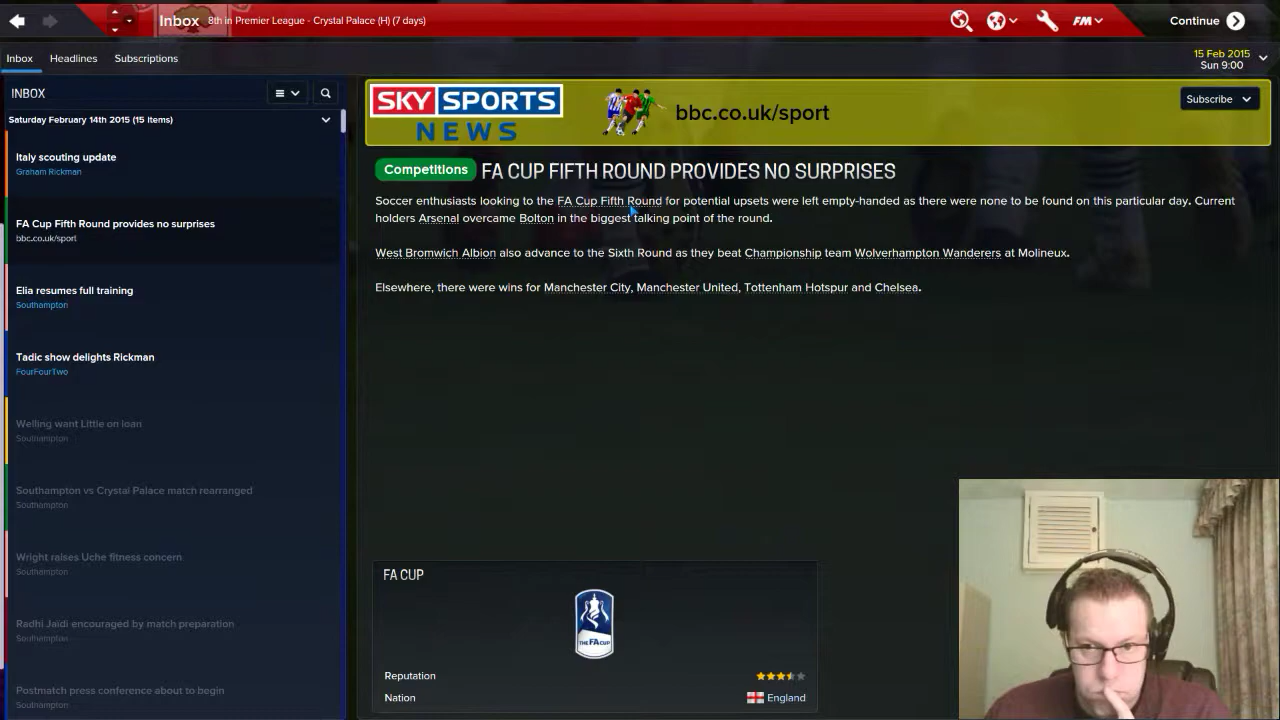 Inbox 8th in Premier League - Crystal Palace (H) (7 days)
FM
Continue
Inbox Headlines Subscriptions
15 Feb 2015
Sun 9:00
INBOX
Saturday February 14th 2015 (15 Items)
Italy scouting update
Graham Rickman
FA Cup Fifth Round provides no surprises
bbc.co.uk/sport
Elia resumes full training
Southampton
Tadic show delights Rickman
FourFourTwo
Welling want Little on loan
Southampton
Southampton vs Crystal Palace match rearranged
Southampton
Wright raises Uche fitness concern
Southampton
Radhi Jaïdi encouraged by match preparation
Southampton
Postmatch press conference about to begin
Southampton
SKY SPORTS
NEWS
bbc.co.uk/sport
Subscribe
Competitions FA CUP FIFTH ROUND PROVIDES NO SURPRISES
Soccer enthusiasts looking to the FA Cup Fifth Round for potential upsets were left empty-handed as there were none to be found on this particular day. Current
holders Arsenal overcame Bolton in the biggest talking point of the round.
West Bromwich Albion also advance to the Sixth Round as they beat Championship team Wolverhampton Wanderers at Molineux.
Elsewhere, there were wins for Manchester City, Manchester United, Tottenham Hotspur and Chelsea.
FA CUP
THE FA CUP
Reputation
Nation England